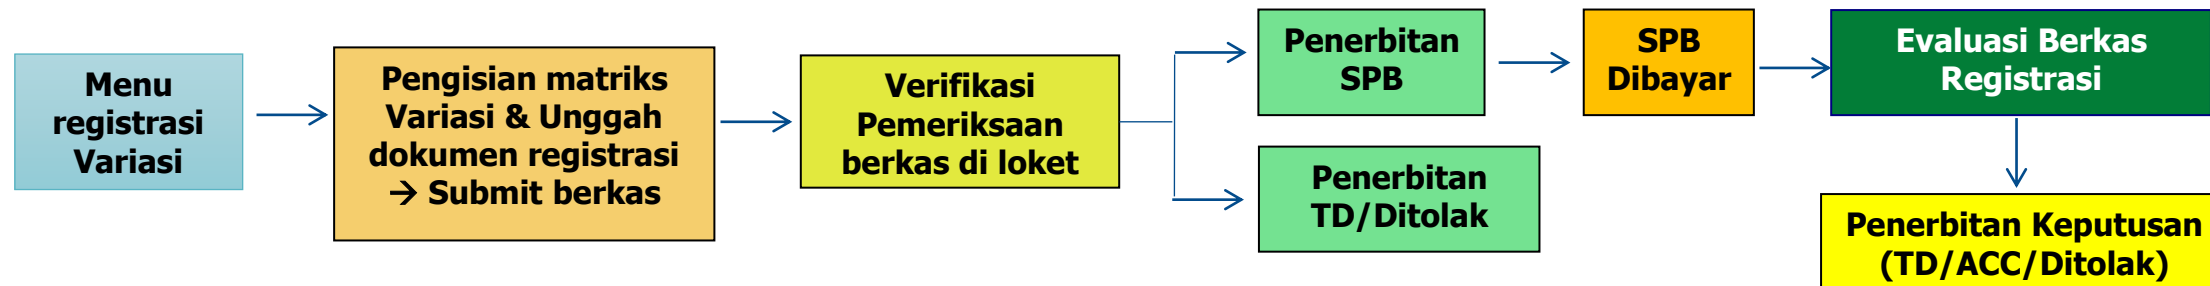 Menu
registrasi
Variasi
Pengisian matriks
Variasi & Unggah
dokumen registrasi
→ Submit berkas
Verifikasi
Pemeriksaan
berkas di loket
Penerbitan
SPB
Penerbitan
TD/Ditolak
SPB
Dibayar
Evaluasi Berkas
Registrasi
Penerbitan Keputusan
(TD/ACC/Ditolak)